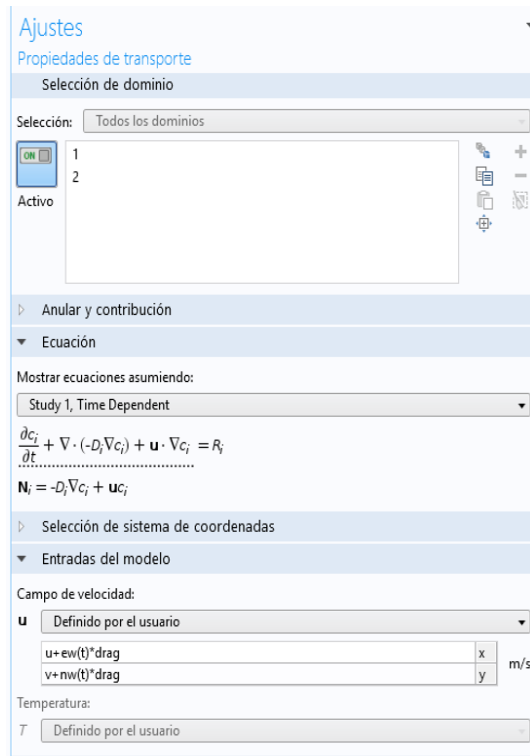 Ajustes
Propiedades de transporte
Selección de dominio
Selección: Todos los dominios
ON
1
2
Activo
Anular y contribución
Ecuación
Mostrar ecuaciones asumiendo:
Study 1, Time Dependent
∂cᵢ/∂t + ∇ · (-Dᵢ∇cᵢ) + u · ∇cᵢ = Rᵢ
Nᵢ = -Dᵢ∇cᵢ + ucᵢ
Selección de sistema de coordenadas
Entradas del modelo
Campo de velocidad:
u Definido por el usuario
u+ew(t)*drag x
m/s
v+nw(t)*drag y
Temperatura:
T Definido por el usuario